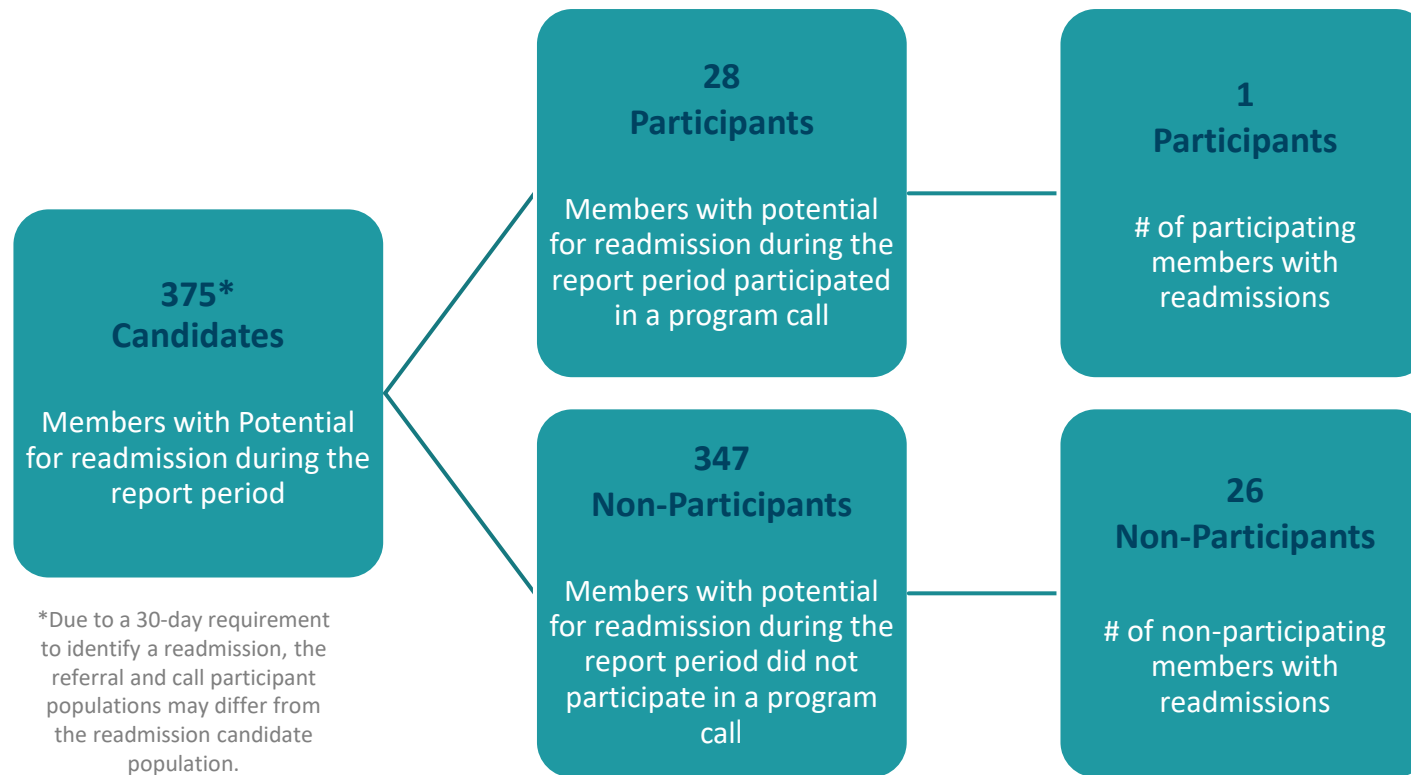 375*
Candidates
Members with Potential
for readmission during the
report period
*Due to a 30-day requirement
to identify a readmission, the
referral and call participant
populations may differ from
the readmission candidate
population.
28
Participants
Members with potential
for readmission during the
report period participated
in a program call
1
Participants
# of participating
members with
readmissions
347
Non-Participants
Members with potential
for readmission during the
report period did not
participate in a program
call
26
Non-Participants
# of non-participating
members with
readmissions